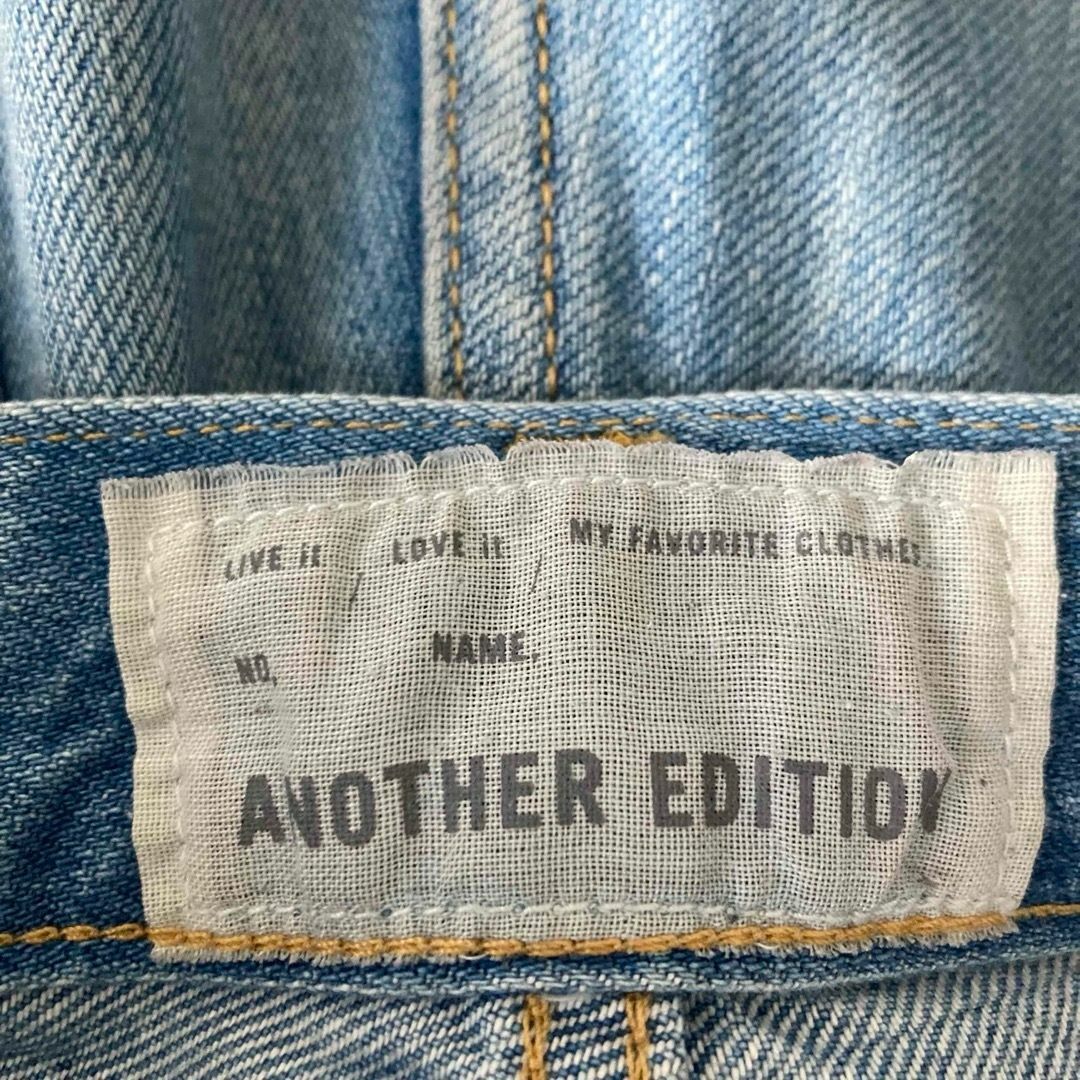 LIVE it / LOVE it / MY FAVORITE CLOTHES.
NO. NAME.
ANOTHER EDITION